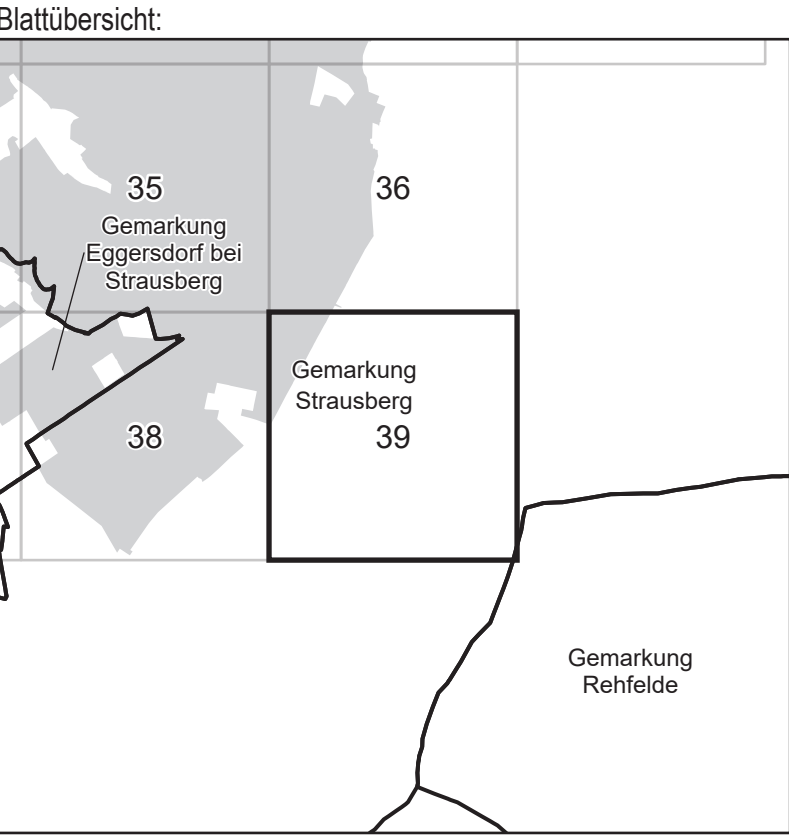 Blattübersicht:
35
36
Gemarkung
Eggersdorf bei
Strausberg
Gemarkung
Strausberg
38
39
Gemarkung
Rehfelde